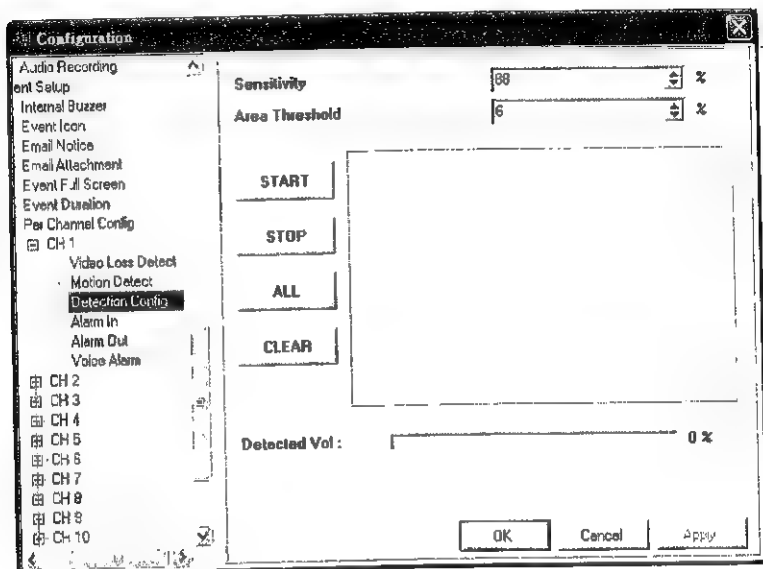 Configuration
Audio Recording
ent Setup
Internal Buzzer
Event Icon
Email Notice
Email Attachment
Event Full Screen
Event Duration
Per Channel Config
CH 1
Video Loss Detect
Motion Detect
Detection Config
Alarm In
Alarm Out
Voice Alarm
CH 2
CH 3
CH 4
CH 5
CH 6
CH 7
CH 8
CH 9
CH 10
Sensitivity 88 %
Area Threshold 6 %
START
STOP
ALL
CLEAR
Detected Vol : 0 %
OK Cancel Apply